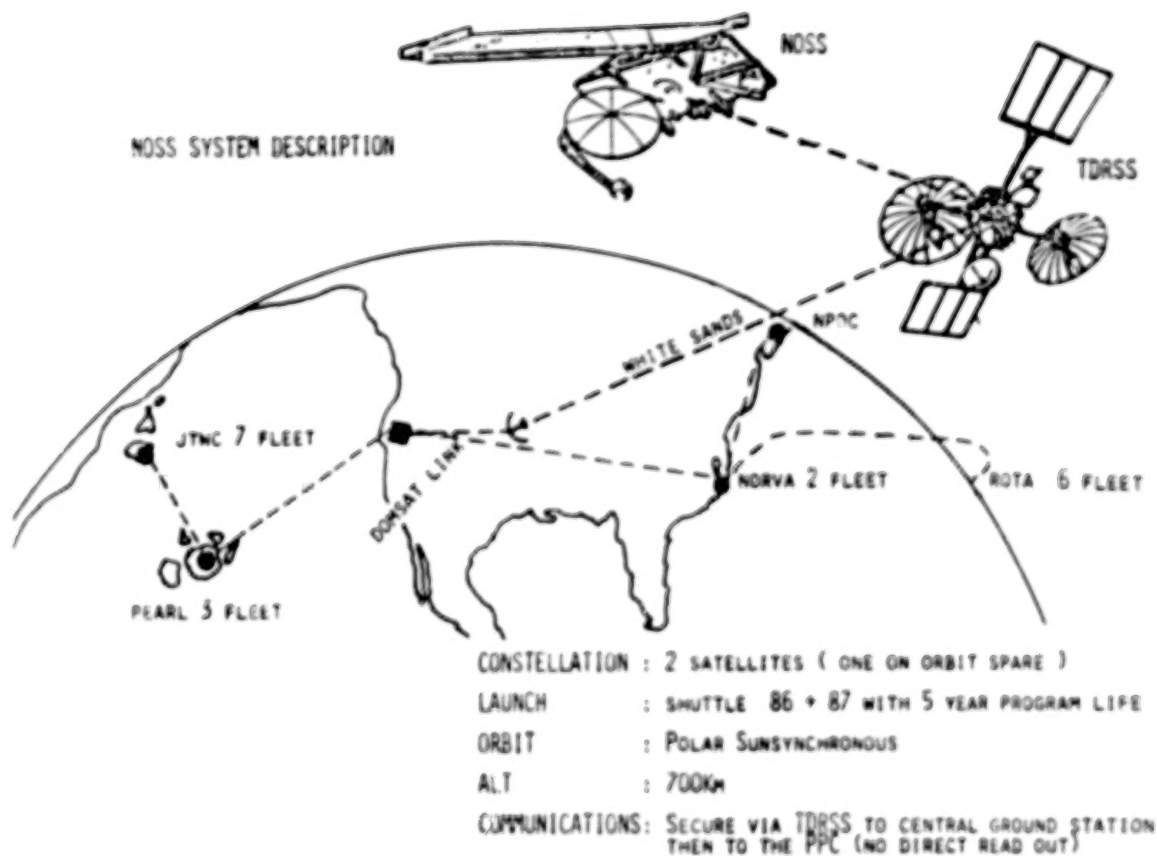 NOSS
NOSS SYSTEM DESCRIPTION
TDRSS
WHITE SANDS
NPOC
JTWC 7 FLEET
DOMSAT LINK
NORVA 2 FLEET
ROTA 6 FLEET
PEARL 3 FLEET
CONSTELLATION : 2 SATELLITES ( ONE ON ORBIT SPARE )
LAUNCH : SHUTTLE 86 + 87 WITH 5 YEAR PROGRAM LIFE
ORBIT : POLAR SUNSYNCHRONOUS
ALT : 700KM
COMMUNICATIONS: SECURE VIA TDRSS TO CENTRAL GROUND STATION
THEN TO THE PPC (NO DIRECT READ OUT)